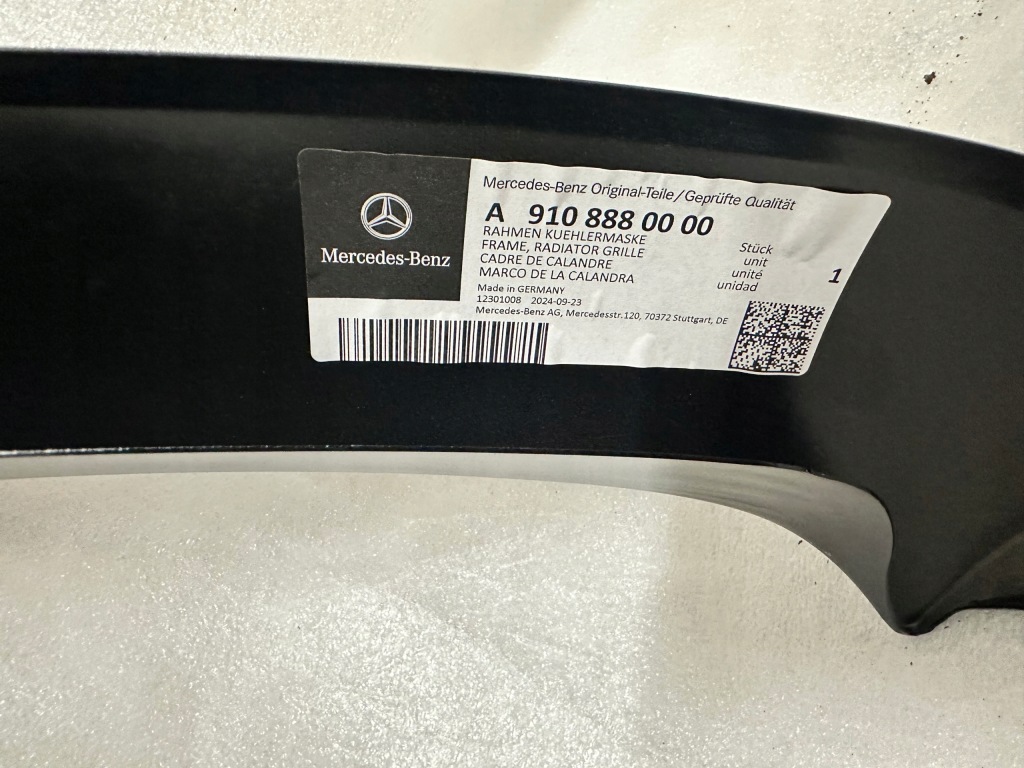 Mercedes-Benz
Mercedes-Benz Original-Teile/Geprüfte Qualität
A 910 888 00 00
RAHMEN KUEHLERMASKE
FRAME, RADIATOR GRILLE
CADRE DE CALANDRE
MARCO DE LA CALANDRA
Stück
unit
unité
unidad
1
Made in GERMANY
12301008 2024-09-23
Mercedes-Benz AG, Mercedesstr.120, 70372 Stuttgart, DE